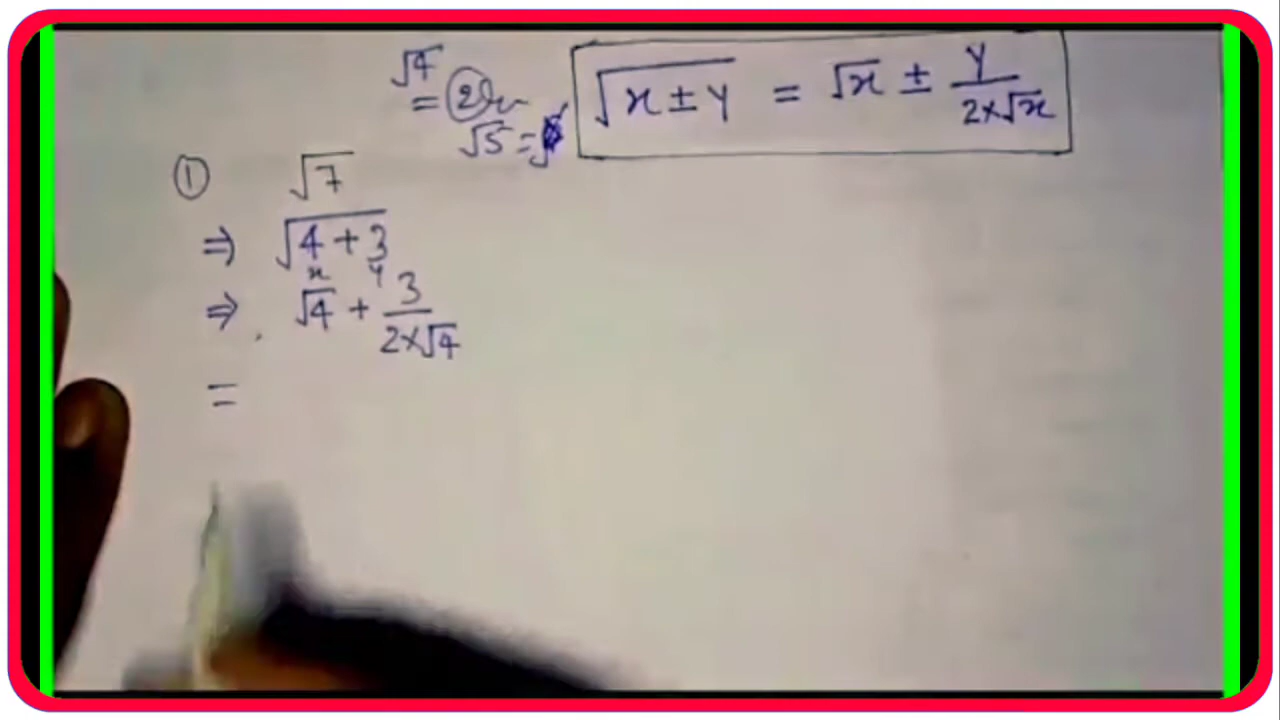 √4
= 2
√5 =
√(x ± y) = √x ± y/(2×√x)
① √7
⇒ √(4 + 3)
x y
⇒ √4 + 3/(2×√4)
=